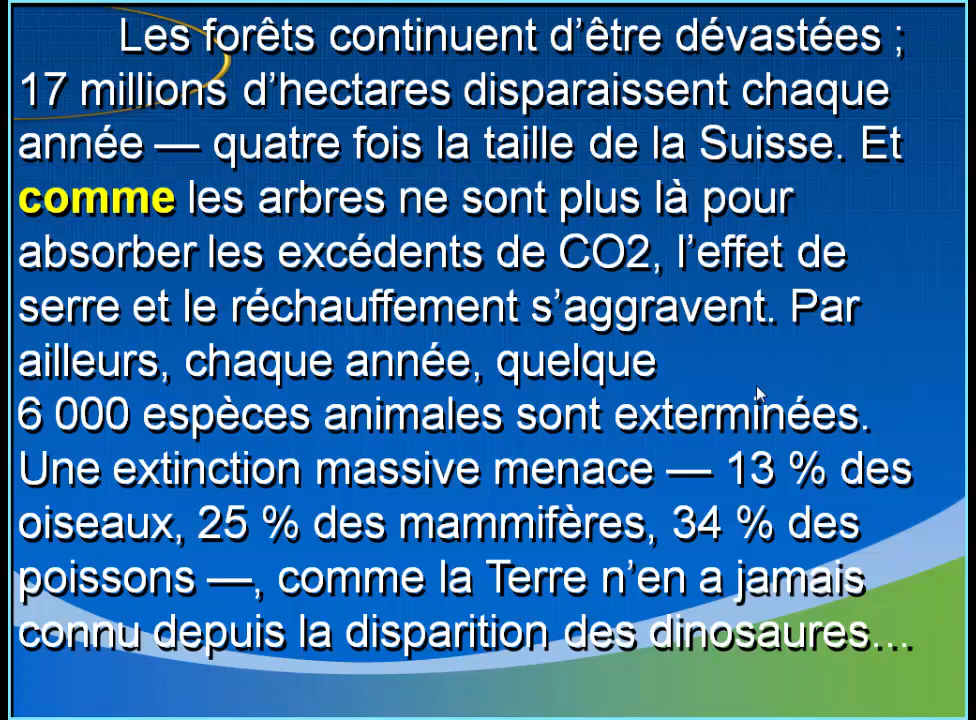 Les forêts continuent d’être dévastées ;
17 millions d’hectares disparaissent chaque
année — quatre fois la taille de la Suisse. Et
comme les arbres ne sont plus là pour
absorber les excédents de CO2, l’effet de
serre et le réchauffement s’aggravent. Par
ailleurs, chaque année, quelque
6 000 espèces animales sont exterminées.
Une extinction massive menace — 13 % des
oiseaux, 25 % des mammifères, 34 % des
poissons —, comme la Terre n’en a jamais
connu depuis la disparition des dinosaures…